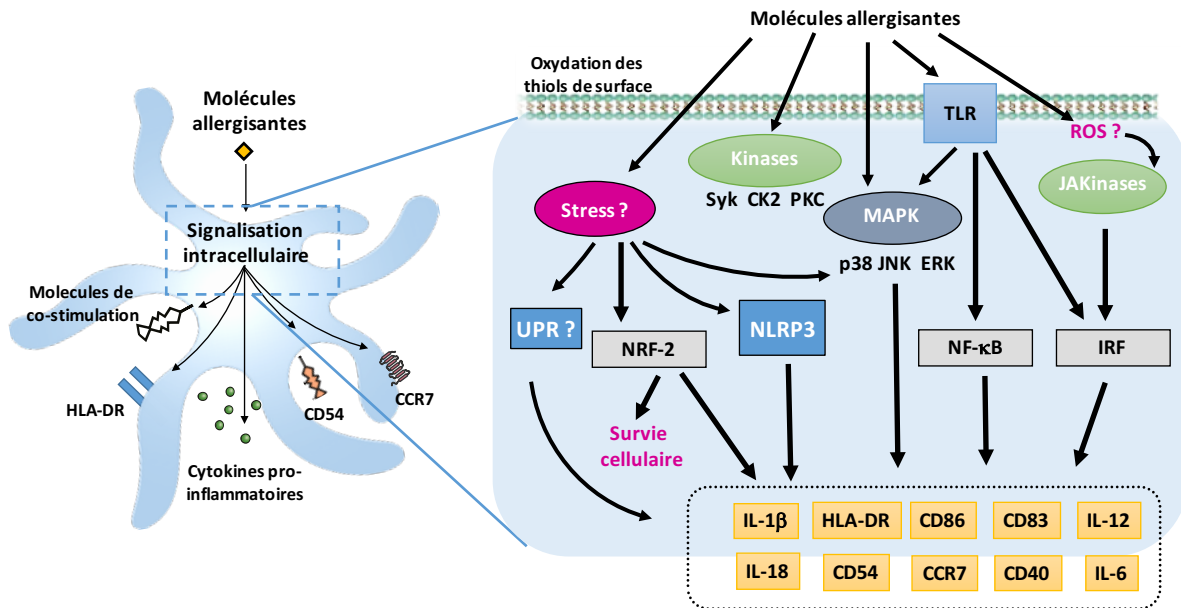 Molécules
allergisantes
Signalisation
intracellulaire
Molecules de
co-stimulation
HLA-DR
Cytokines pro-
inflammatoires
CD54
CCR7
Molécules allergisantes
Oxydation des
thiols de surface
TLR
ROS ?
Kinases
Syk CK2 PKC
JAKinases
Stress ?
MAPK
p38 JNK ERK
UPR ?
NRF-2
NLRP3
NF-κB
IRF
Survie
cellulaire
IL-1β HLA-DR CD86 CD83 IL-12
IL-18 CD54 CCR7 CD40 IL-6